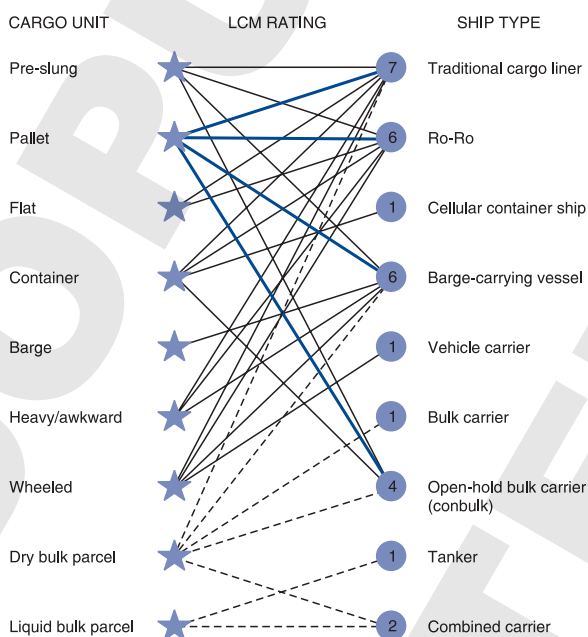 CARGO UNIT LCM RATING SHIP TYPE
Pre-slung 7 Traditional cargo liner
Pallet 6 Ro-Ro
Flat 1 Cellular container ship
Container 6 Barge-carrying vessel
Barge 1 Vehicle carrier
Heavy/awkward 1 Bulk carrier
Wheeled 4 Open-hold bulk carrier
(conbulk)
Dry bulk parcel 1 Tanker
Liquid bulk parcel 2 Combined carrier